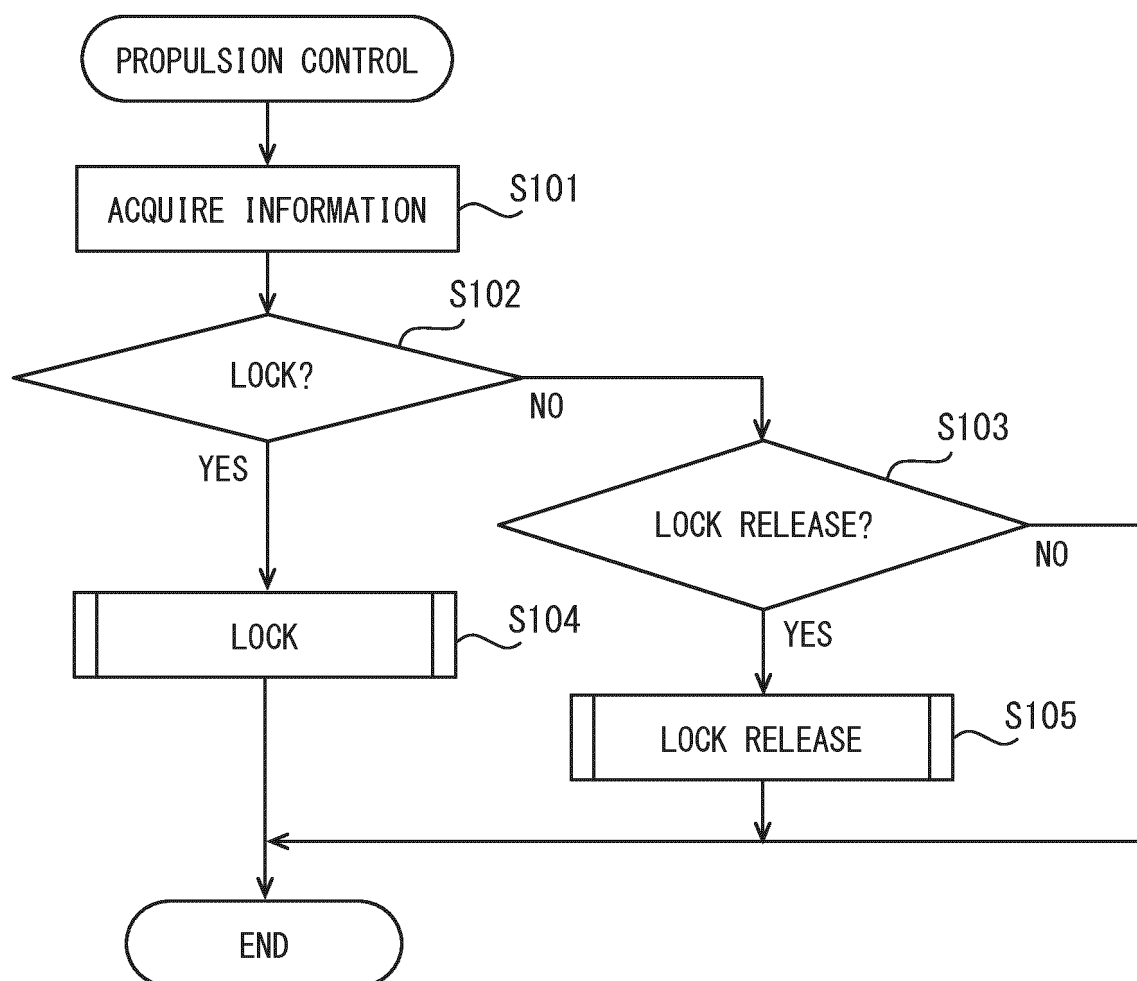 PROPULSION CONTROL
ACQUIRE INFORMATION
S101
S102
LOCK?
NO
YES
S103
LOCK RELEASE?
NO
YES
LOCK
S104
LOCK RELEASE
S105
END